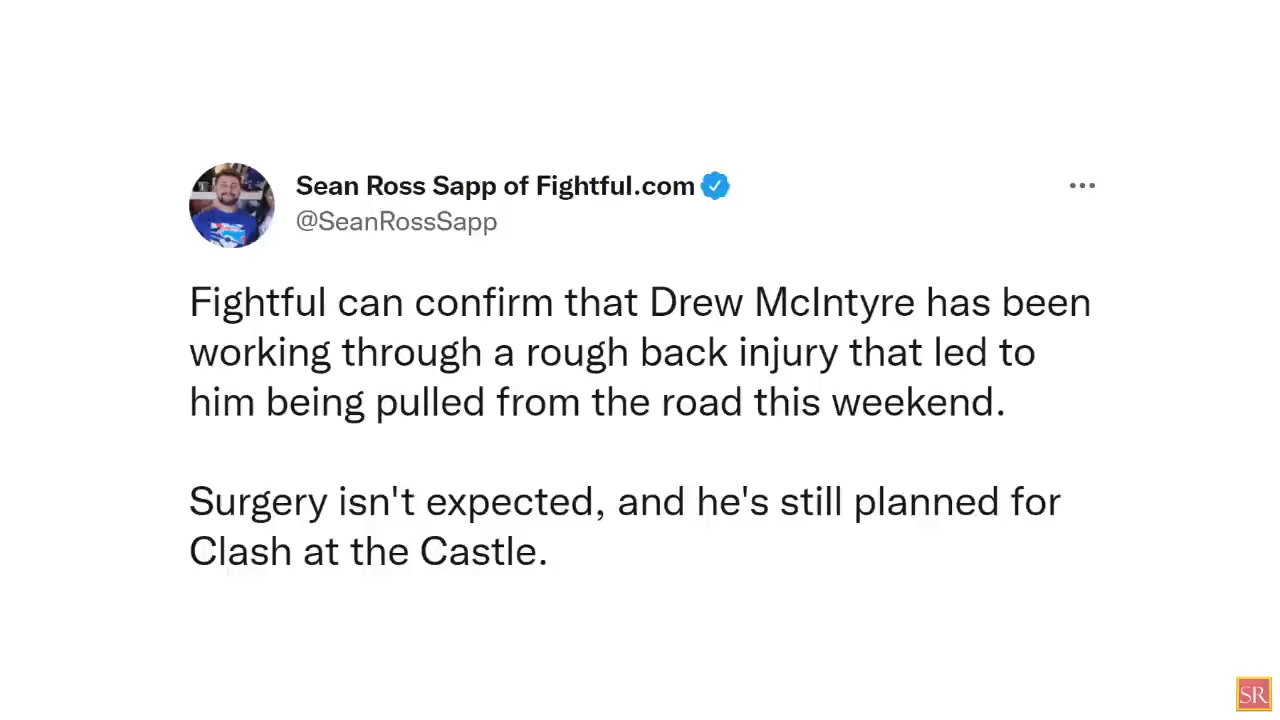 Sean Ross Sapp of Fightful.com
@SeanRossSapp
Fightful can confirm that Drew McIntyre has been
working through a rough back injury that led to
him being pulled from the road this weekend.
Surgery isn't expected, and he's still planned for
Clash at the Castle.
SR